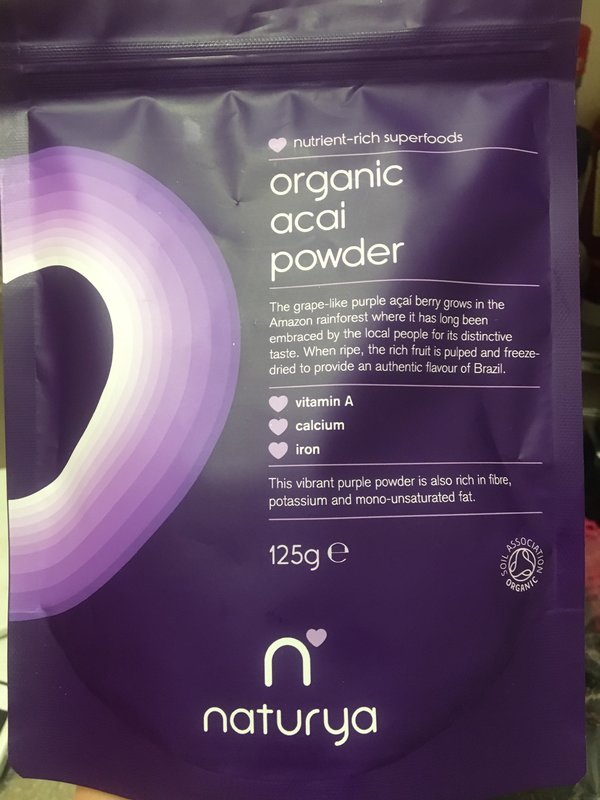 nutrient-rich superfoods
organic
acai
powder
The grape-like purple açaí berry grows in the
Amazon rainforest where it has long been
embraced by the local people for its distinctive
taste. When ripe, the rich fruit is pulped and freeze-
dried to provide an authentic flavour of Brazil.
vitamin A
calcium
iron
This vibrant purple powder is also rich in fibre,
potassium and mono-unsaturated fat.
125g ℮
SOIL ASSOCIATION
ORGANIC
n
naturya